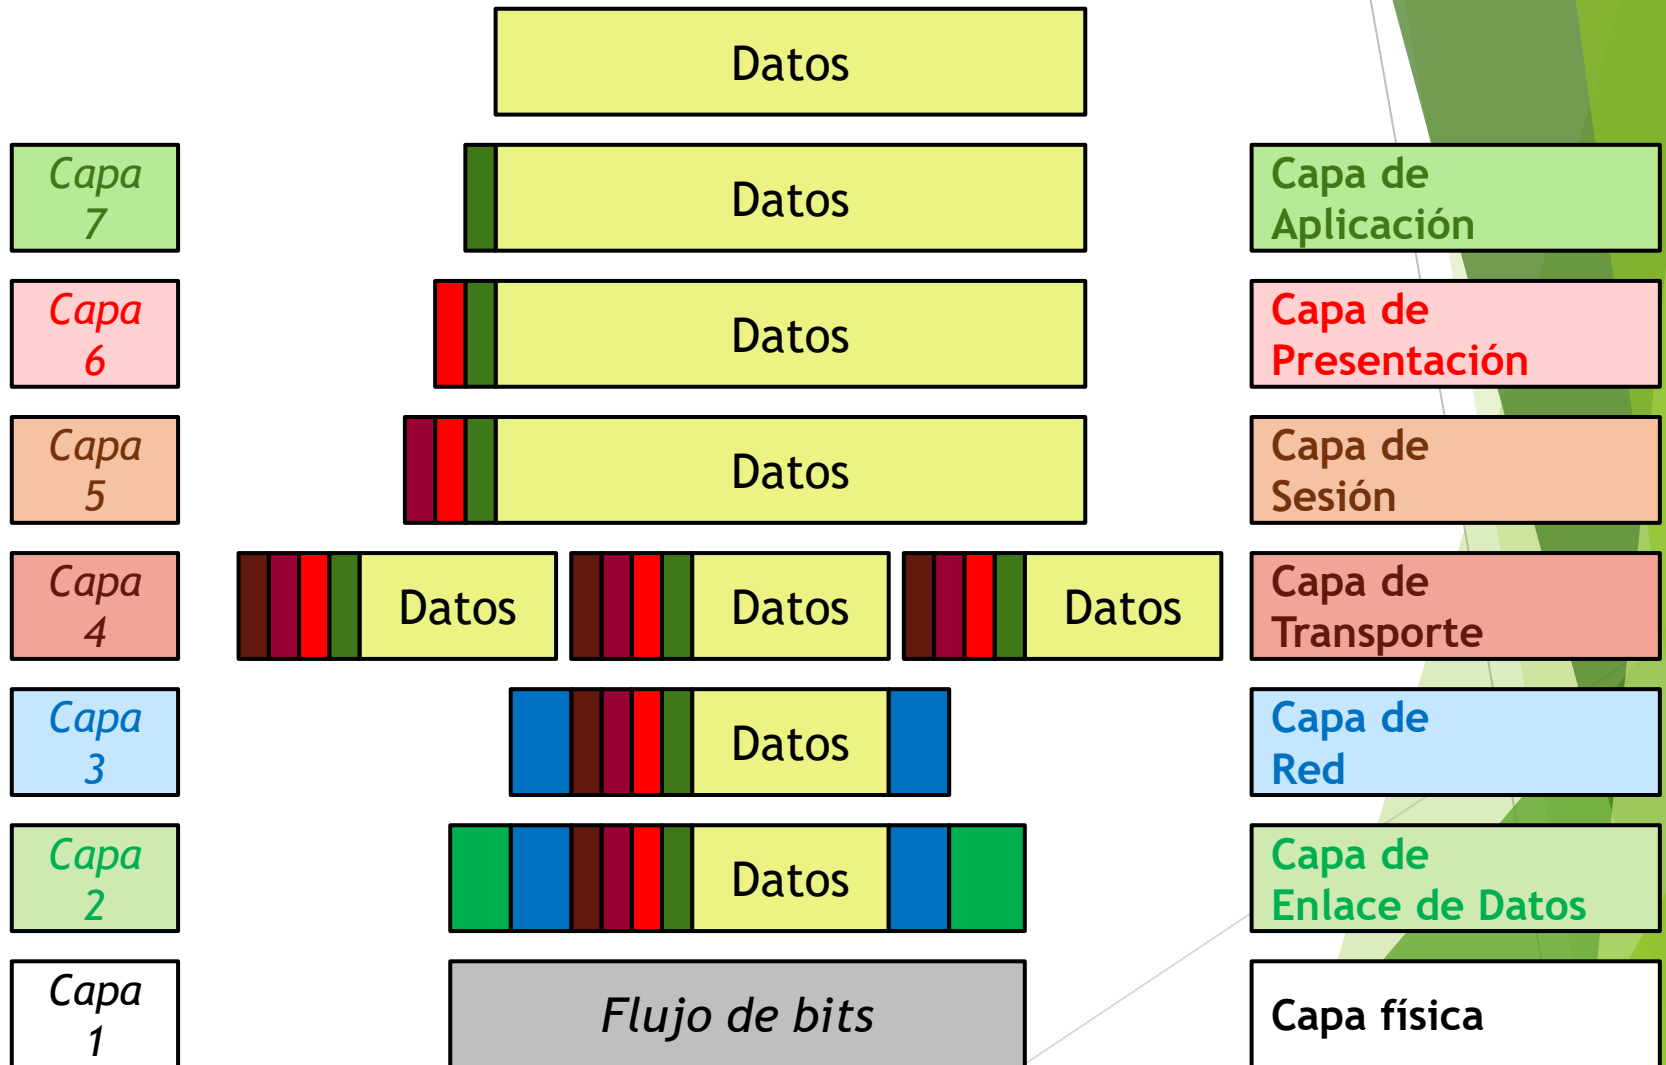 Datos
Capa
7
Datos
Capa de
Aplicación
Capa
6
Datos
Capa de
Presentación
Capa
5
Datos
Capa de
Sesión
Capa
4
Datos
Datos
Datos
Capa de
Transporte
Capa
3
Datos
Capa de
Red
Capa
2
Datos
Capa de
Enlace de Datos
Capa
1
Flujo de bits
Capa física